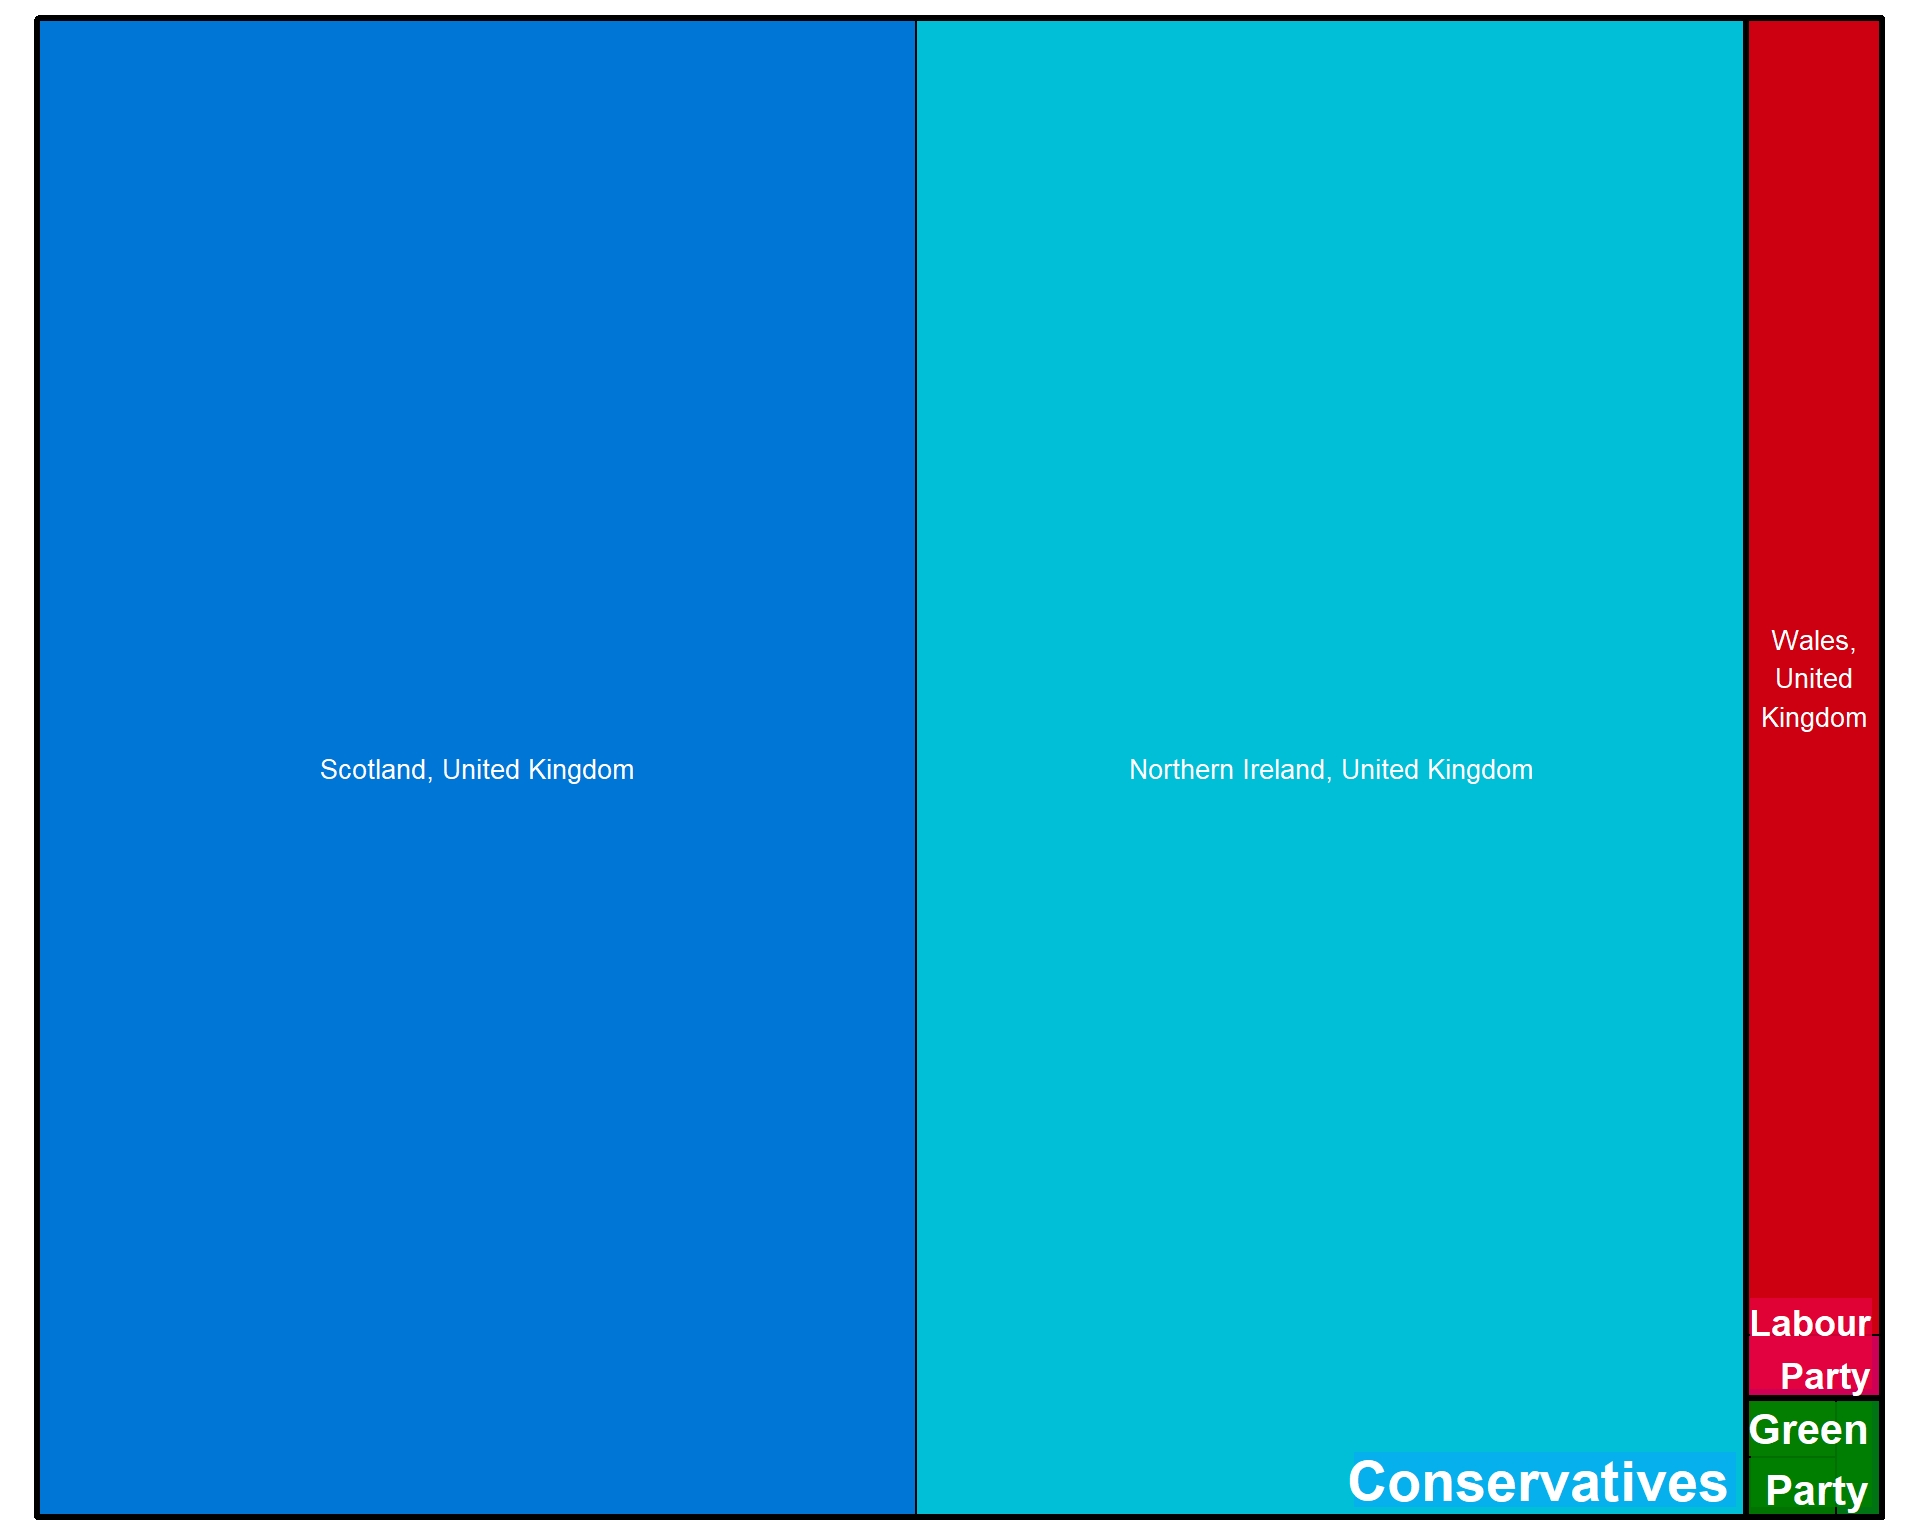 Scotland, United Kingdom
Northern Ireland, United Kingdom
Wales,
United
Kingdom
Labour
Party
Green
Party
Conservatives